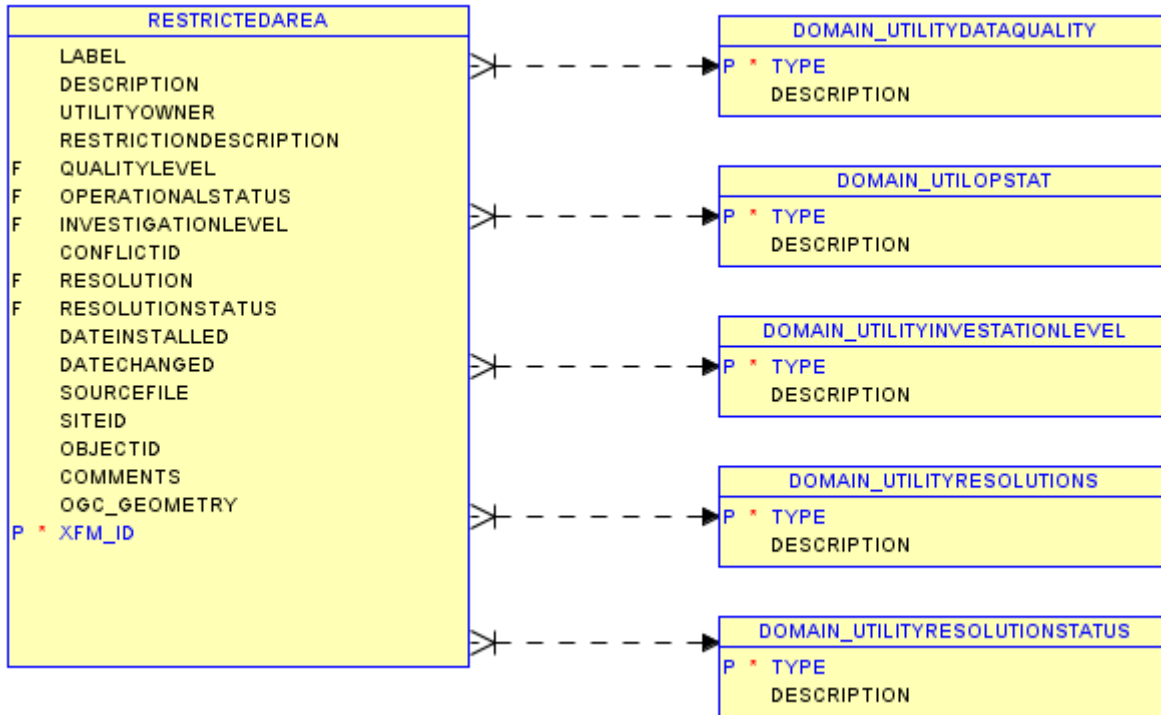 RESTRICTEDAREA
LABEL
DESCRIPTION
UTILITYOWNER
RESTRICTIONDESCRIPTION
F QUALITYLEVEL
F OPERATIONALSTATUS
F INVESTIGATIONLEVEL
CONFLICTID
F RESOLUTION
F RESOLUTIONSTATUS
DATEINSTALLED
DATECHANGED
SOURCEFILE
SITEID
OBJECTID
COMMENTS
OGC_GEOMETRY
P * XFM_ID
DOMAIN_UTILITYDATAQUALITY
P * TYPE
DESCRIPTION
DOMAIN_UTILOPSTAT
P * TYPE
DESCRIPTION
DOMAIN_UTILITYINVESTATIONLEVEL
P * TYPE
DESCRIPTION
DOMAIN_UTILITYRESOLUTIONS
P * TYPE
DESCRIPTION
DOMAIN_UTILITYRESOLUTIONSTATUS
P * TYPE
DESCRIPTION